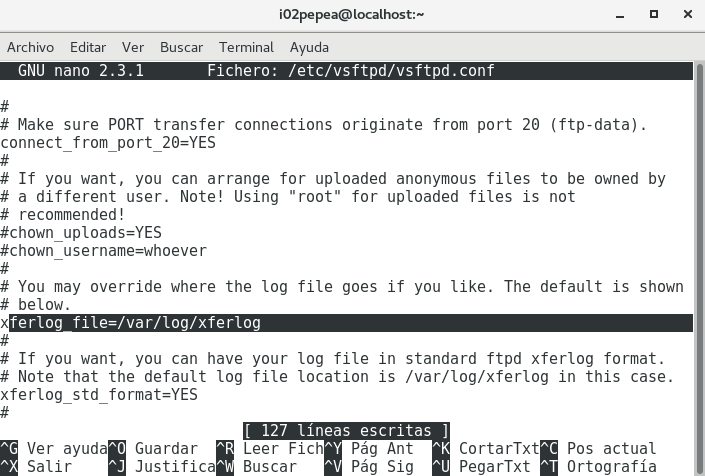 i02pepea@localhost:~
Archivo Editar Ver Buscar Terminal Ayuda
GNU nano 2.3.1 Fichero: /etc/vsftpd/vsftpd.conf
#
# Make sure PORT transfer connections originate from port 20 (ftp-data).
connect_from_port_20=YES
#
# If you want, you can arrange for uploaded anonymous files to be owned by
# a different user. Note! Using "root" for uploaded files is not
# recommended!
#chown_uploads=YES
#chown_username=whoever
#
# You may override where the log file goes if you like. The default is shown
# below.
xferlog_file=/var/log/xferlog
#
# If you want, you can have your log file in standard ftpd xferlog format.
# Note that the default log file location is /var/log/xferlog in this case.
xferlog_std_format=YES
#
[ 127 líneas escritas ]
^G Ver ayuda^O Guardar ^R Leer Fich^Y Pág Ant ^K CortarTxt^C Pos actual
^X Salir ^J Justifica^W Buscar ^V Pág Sig ^U PegarTxt ^T Ortografía